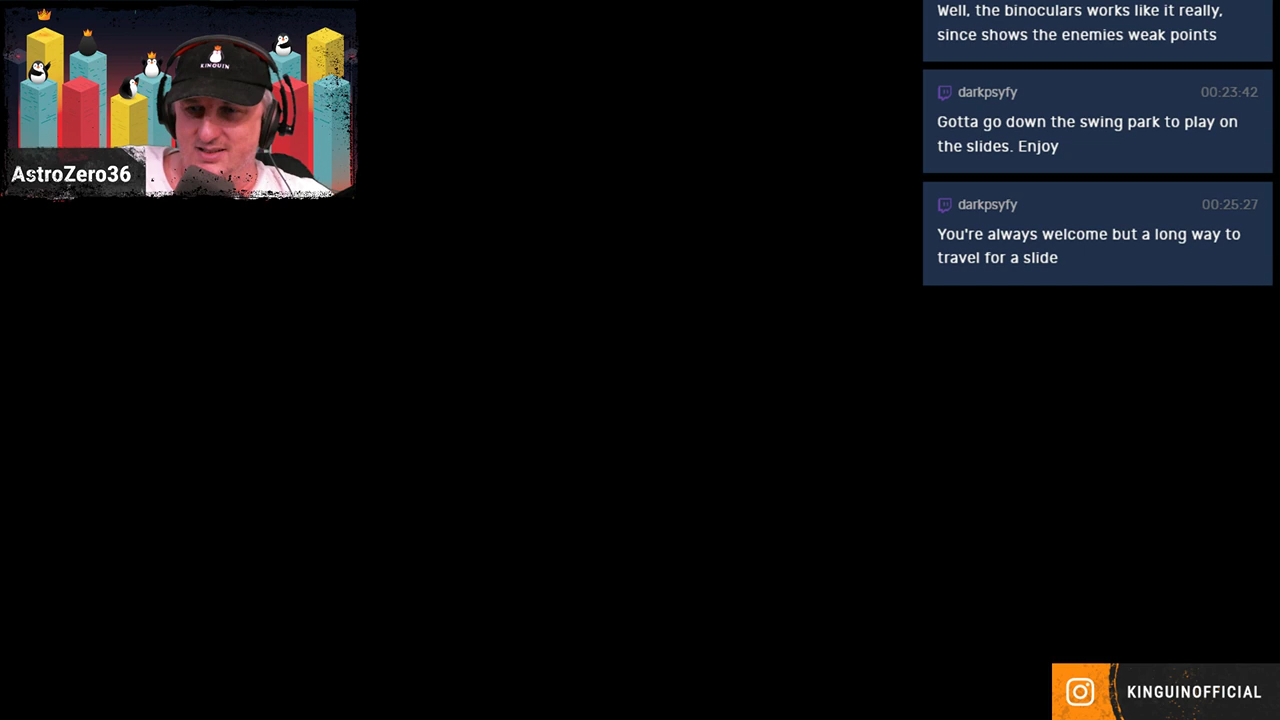 KINGUIN
AstroZero36
Well, the binoculars works like it really,
since shows the enemies weak points
darkpsyfy 00:23:42
Gotta go down the swing park to play on
the slides. Enjoy
darkpsyfy 00:25:27
You're always welcome but a long way to
travel for a slide
KINGUINOFFICIAL